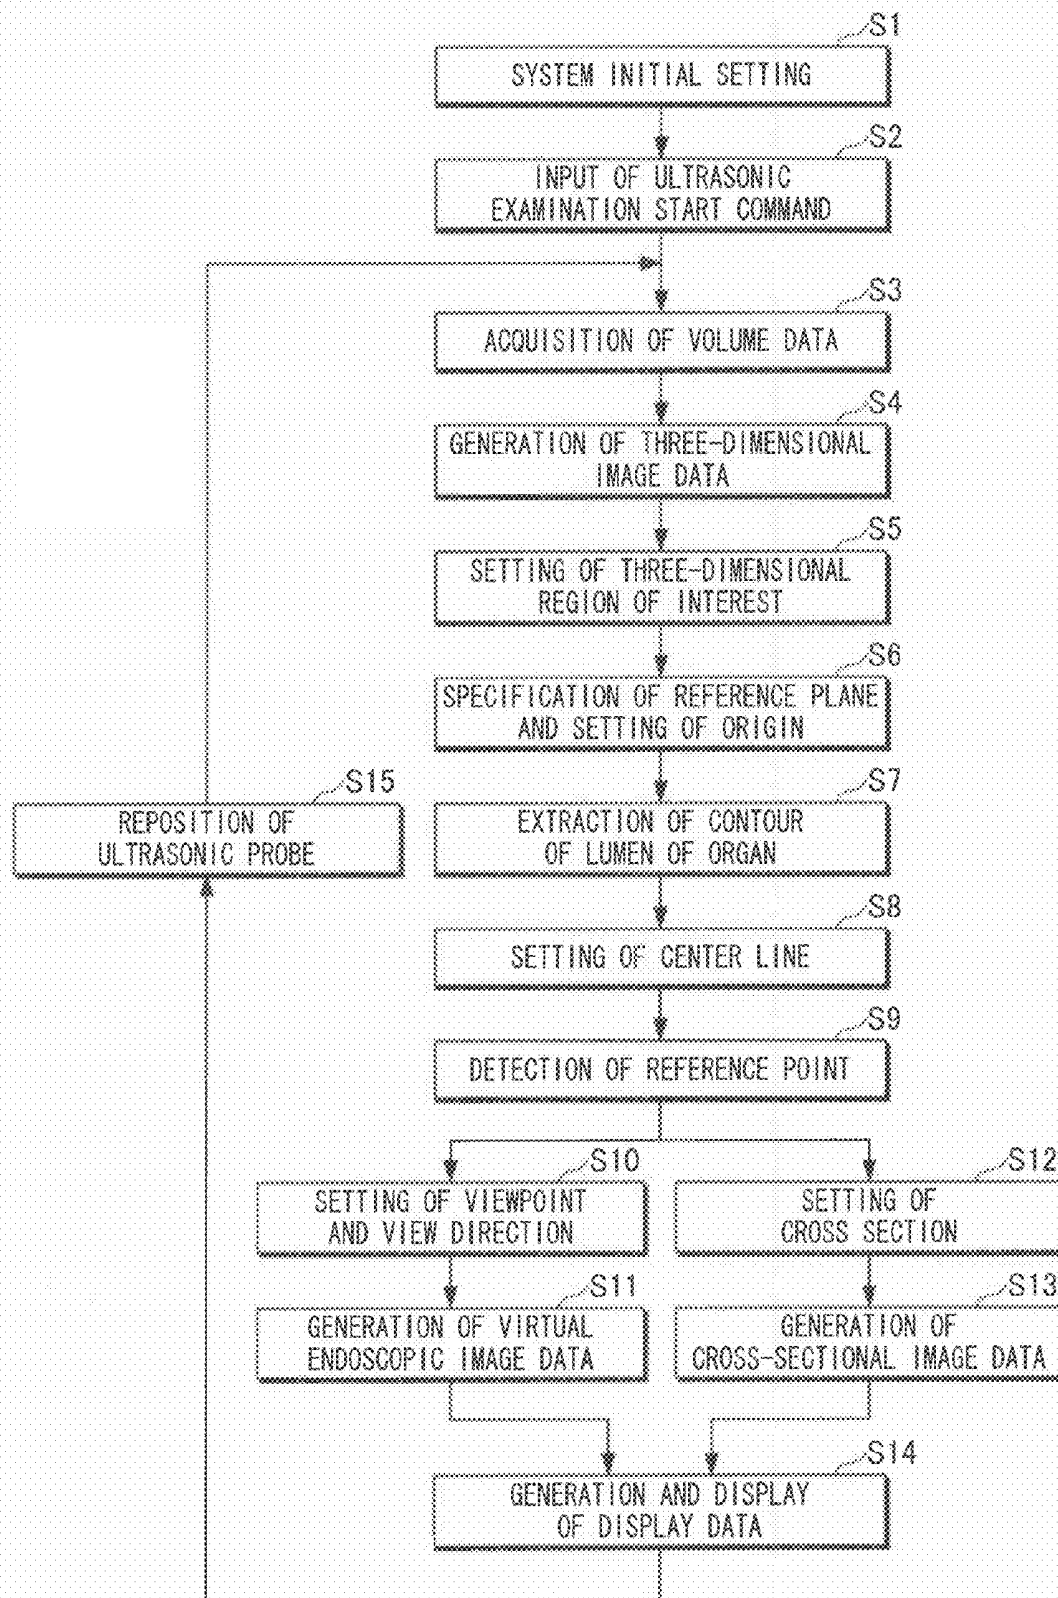 S1
SYSTEM INITIAL SETTING
S2
INPUT OF ULTRASONIC
EXAMINATION START COMMAND
S3
ACQUISITION OF VOLUME DATA
S4
GENERATION OF THREE-DIMENSIONAL
IMAGE DATA
S5
SETTING OF THREE-DIMENSIONAL
REGION OF INTEREST
S6
SPECIFICATION OF REFERENCE PLANE
AND SETTING OF ORIGIN
S15
REPOSITION OF
ULTRASONIC PROBE
S7
EXTRACTION OF CONTOUR
OF LUMEN OF ORGAN
S8
SETTING OF CENTER LINE
S9
DETECTION OF REFERENCE POINT
S10
SETTING OF VIEWPOINT
AND VIEW DIRECTION
S12
SETTING OF
CROSS SECTION
S11
GENERATION OF VIRTUAL
ENDOSCOPIC IMAGE DATA
S13
GENERATION OF
CROSS-SECTIONAL IMAGE DATA
S14
GENERATION AND DISPLAY
OF DISPLAY DATA